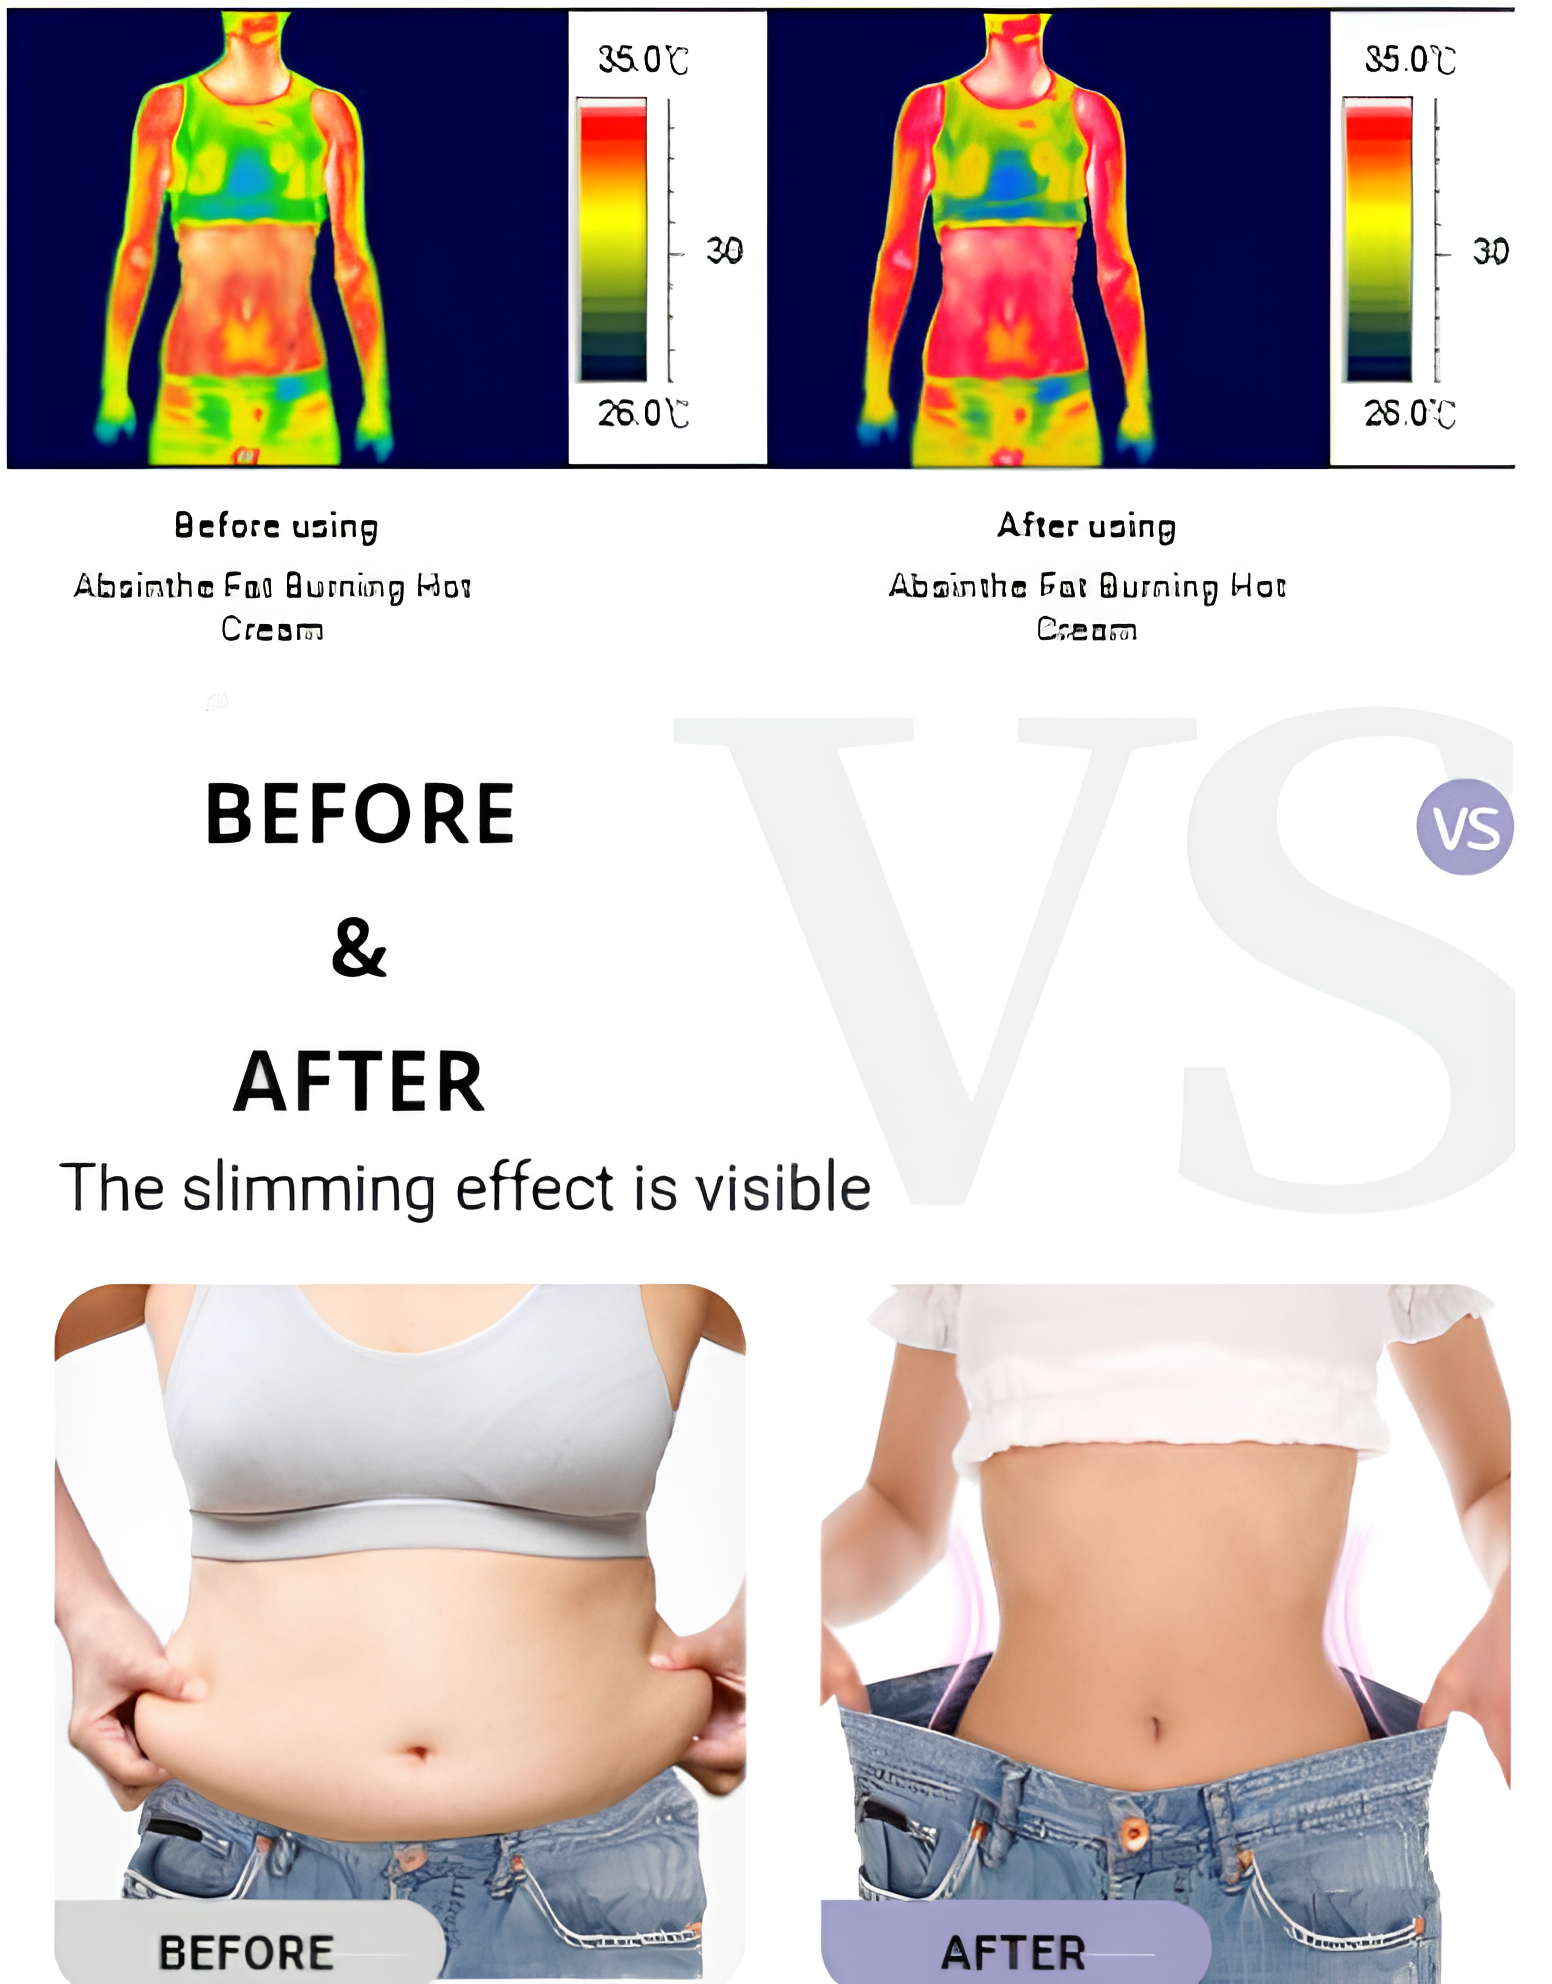 35.0℃
30
26.0℃
35.0℃
30
28.0℃
Before using
Absinthe Fat Burning Hot
Cream
After using
Absinthe Fat Burning Hot
Cream
VS
VS
BEFORE
&
AFTER
The slimming effect is visible
BEFORE
AFTER